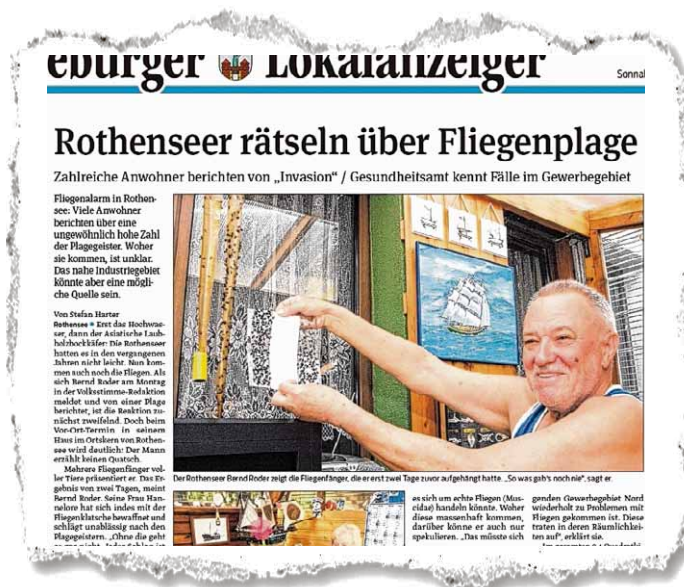 eburger Lokalanzeiger
Sonnal
Rothenseer rätseln über Fliegenplage
Zahlreiche Anwohner berichten von „Invasion“ / Gesundheitsamt kennt Fälle im Gewerbegebiet
Fliegenalarm in Rothen-
see: Viele Anwohner
berichten über eine
ungewöhnlich hohe Zahl
der Plagegeister. Woher
sie kommen, ist unklar.
Das nahe Industriegebiet
könnte aber eine mögli-
che Quelle sein.
Von Stefan Harter
Rothensee • Erst das Hochwas-
ser, dann der Asiatische Laub-
holzbockkäfer: Die Rothenseer
hatten es in den vergangenen
Jahren nicht leicht. Nun kom-
men auch noch die Fliegen. Als
sich Bernd Roder am Montag
in der Volksstimme-Redaktion
meldet und von einer Plage
berichtet, ist die Reaktion zu-
nächst zweifelnd. Doch beim
Vor-Ort-Termin in seinem
Haus im Ortskern von Rothen-
see wird deutlich: Der Mann
erzählt keinen Quatsch.
Mehrere Fliegenfänger vol-
ler Tiere präsentiert er. Das Er-
gebnis von zwei Tagen, meint
Bernd Roder. Seine Frau Han-
nelore hat sich indes mit der
Fliegenklatsche bewaffnet und
schlägt unablässig nach den
Plagegeistern. „Ohne die geht
Der Rothenseer Bernd Roder zeigt die Fliegenfänger, die er erst zwei Tage zuvor aufgehängt hatte. „So was gab's noch nie“, sagt er.
es sich um echte Fliegen (Mus-
cidae) handeln könnte. Woher
diese massenhaft kommen,
darüber könne er auch nur
spekulieren. „Das müsste sich
genden Gewerbegebiet Nord
wiederholt zu Problemen mit
Fliegen gekommen ist. Diese
traten in deren Räumlichkei-
ten auf“, erklärt sie.